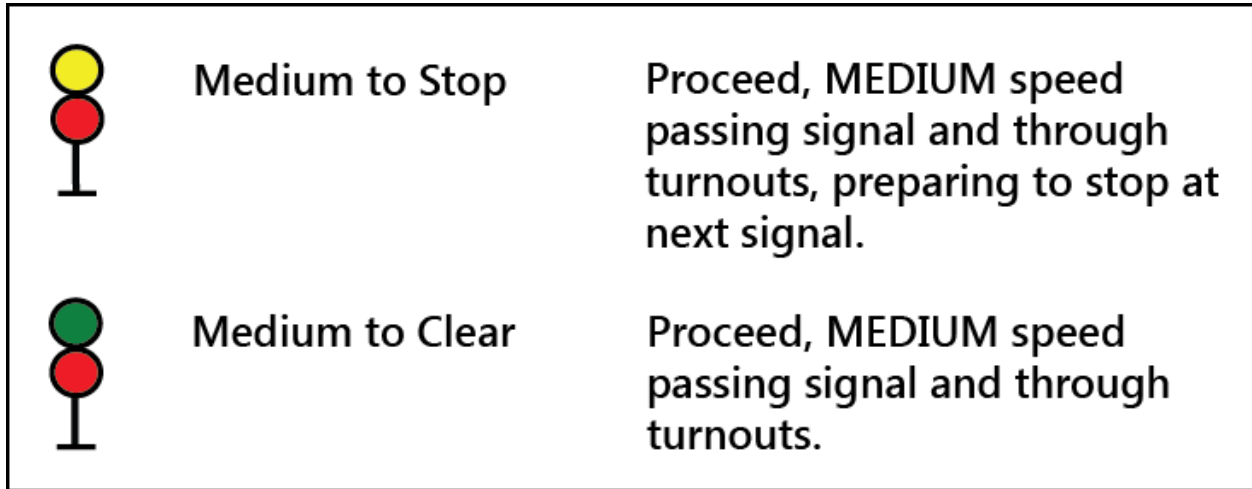 Medium to Stop
Proceed, MEDIUM speed
passing signal and through
turnouts, preparing to stop at
next signal.
Medium to Clear
Proceed, MEDIUM speed
passing signal and through
turnouts.